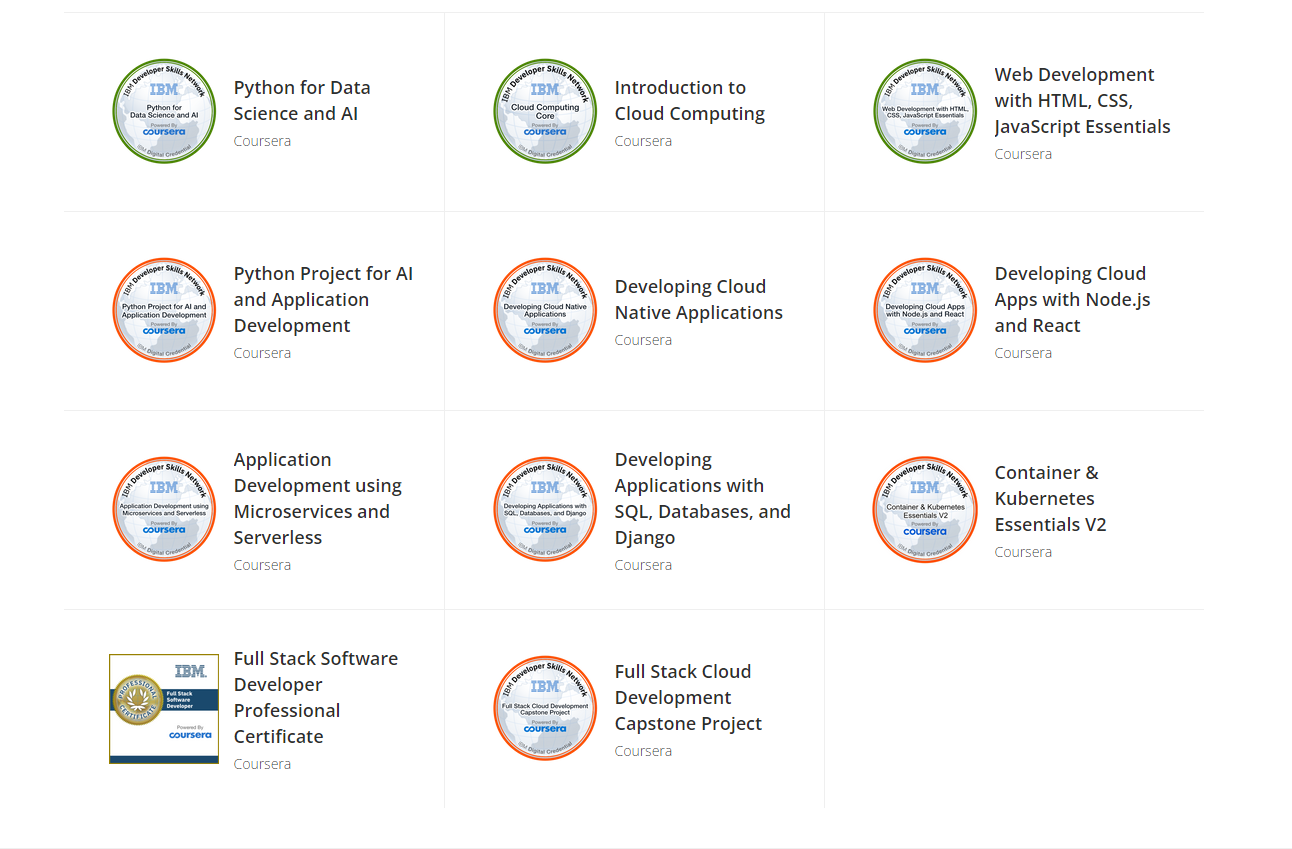 IBM Developer Skills Network
IBM
Python for
Data Science and AI
Powered By
coursera
IBM Digital Credential
Python for Data
Science and AI
Coursera
IBM Developer Skills Network
IBM
Cloud Computing
Core
Powered By
coursera
IBM Digital Credential
Introduction to
Cloud Computing
Coursera
IBM Developer Skills Network
IBM
Web Development with HTML,
CSS, JavaScript Essentials
Powered By
coursera
IBM Digital Credential
Web Development
with HTML, CSS,
JavaScript Essentials
Coursera
IBM Developer Skills Network
IBM
Python Project for AI and
Application Development
Powered By
coursera
IBM Digital Credential
Python Project for AI
and Application
Development
Coursera
IBM Developer Skills Network
IBM
Developing Cloud Native
Applications
Powered By
coursera
IBM Digital Credential
Developing Cloud
Native Applications
Coursera
IBM Developer Skills Network
IBM
Developing Cloud Apps
with Node.js and React
Powered By
coursera
IBM Digital Credential
Developing Cloud
Apps with Node.js
and React
Coursera
IBM Developer Skills Network
IBM
Application Development using
Microservices and Serverless
Powered By
coursera
IBM Digital Credential
Application
Development using
Microservices and
Serverless
Coursera
IBM Developer Skills Network
IBM
Developing Applications with
SQL, Databases, and Django
Powered By
coursera
IBM Digital Credential
Developing
Applications with
SQL, Databases, and
Django
Coursera
IBM Developer Skills Network
IBM
Container & Kubernetes
Essentials V2
Powered By
coursera
IBM Digital Credential
Container &
Kubernetes
Essentials V2
Coursera
IBM.
PROFESSIONAL
CERTIFICATE
Full Stack
Software
Developer
Powered By
coursera
Full Stack Software
Developer
Professional
Certificate
Coursera
IBM Developer Skills Network
IBM
Full Stack Cloud Development
Capstone Project
Powered By
coursera
IBM Digital Credential
Full Stack Cloud
Development
Capstone Project
Coursera